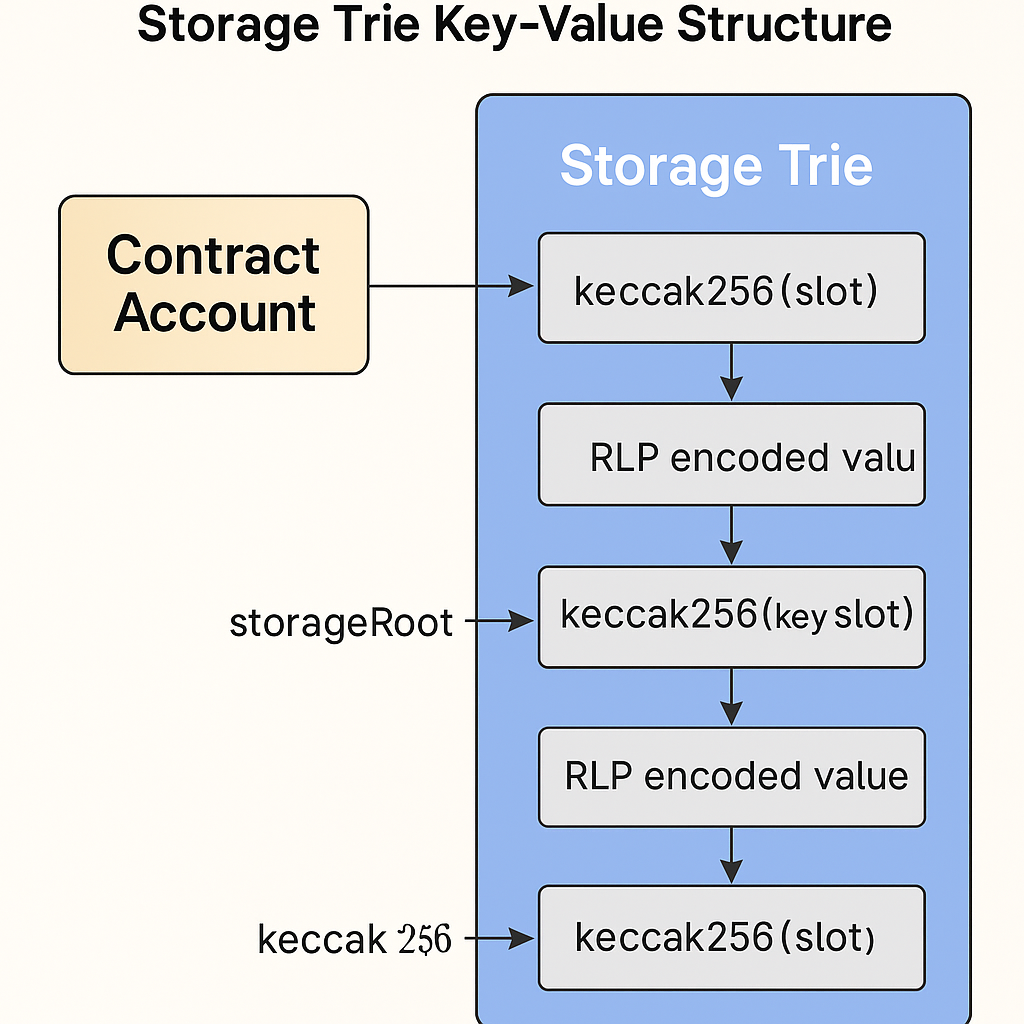 Storage Trie Key-Value Structure
Storage Trie
Contract
Account
keccak256(slot)
RLP encoded valu
storageRoot
keccak256(key slot)
RLP encoded value
keccak 256
keccak256(slot)